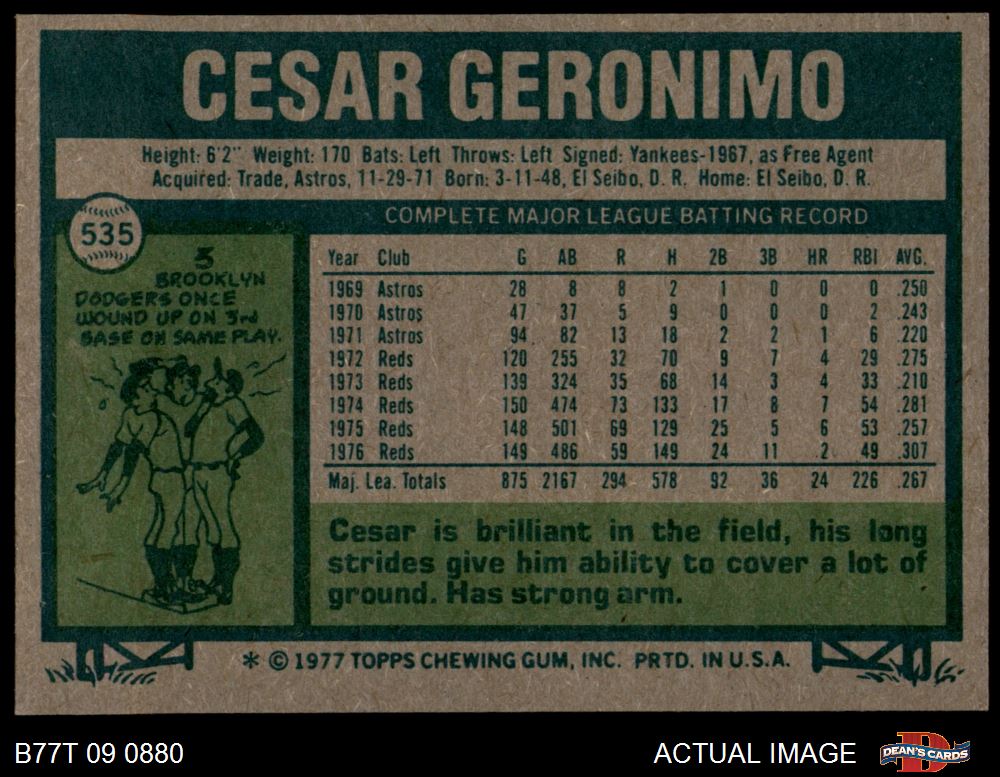 CESAR GERONIMO
Height: 6'2" Weight: 170 Bats: Left Throws: Left Signed: Yankees-1967, as Free Agent
Acquired: Trade, Astros, 11-29-71 Born: 3-11-48, El Seibo, D. R. Home: El Seibo, D. R.
535
3
BROOKLYN
DODGERS ONCE
WOUND UP ON 3rd
BASE ON SAME PLAY.
COMPLETE MAJOR LEAGUE BATTING RECORD
Year Club G AB R H 2B 3B HR RBI AVG.
1969 Astros 28 8 8 2 1 0 0 0 .250
1970 Astros 47 37 5 9 0 0 0 2 .243
1971 Astros 94 82 13 18 2 2 1 6 .220
1972 Reds 120 255 32 70 9 7 4 29 .275
1973 Reds 139 324 35 68 14 3 4 33 .210
1974 Reds 150 474 73 133 17 8 7 54 .281
1975 Reds 148 501 69 129 25 5 6 53 .257
1976 Reds 149 486 59 149 24 11 2 49 .307
Maj. Lea. Totals 875 2167 294 578 92 36 24 226 .267
Cesar is brilliant in the field, his long
strides give him ability to cover a lot of
ground. Has strong arm.
* © 1977 TOPPS CHEWING GUM, INC. PRTD. IN U.S.A.
B77T 09 0880
ACTUAL IMAGE
D
DEAN'S CARDS